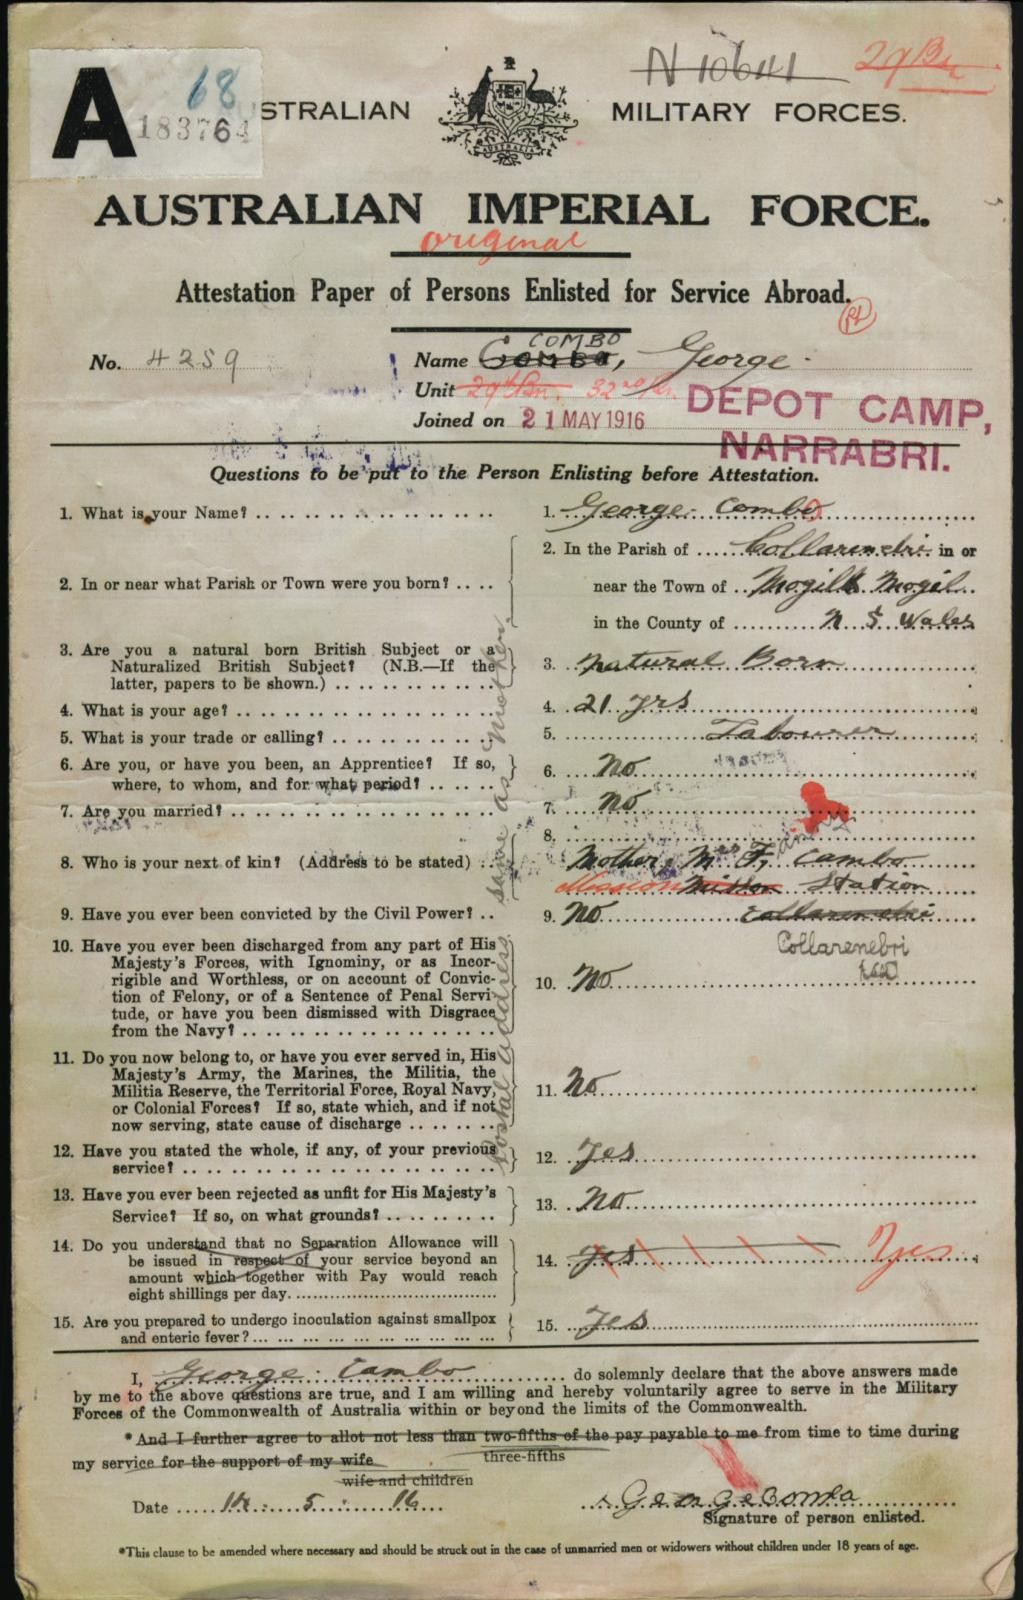 A 68
183764
N 10641
29 Bn
AUSTRALIAN MILITARY FORCES.
AUSTRALIA
AUSTRALIAN IMPERIAL FORCE.
original
Attestation Paper of Persons Enlisted for Service Abroad.
No. 4259
COMBO
Name COMBO, George
Unit 29th Bn. 32nd Bn
Joined on 21 MAY 1916
DEPOT CAMP,
NARRABRI.
Questions to be put to the Person Enlisting before Attestation.
1. What is your Name? 1. George Combo
2. In or near what Parish or Town were you born? 2. In the Parish of Collarendri in or
near the Town of Mogil Mogil
in the County of N S Wales
3. Are you a natural born British Subject or a
Naturalized British Subject? (N.B.—If the
latter, papers to be shown.) 3. Natural Born
4. What is your age? 4. 21 yrs
5. What is your trade or calling? 5. Labourer
6. Are you, or have you been, an Apprentice? If so,
where, to whom, and for what period? 6. No
7. Are you married? 7. No
8. Who is your next of kin? (Address to be stated) 8. Mother, Mrs F. Cambo
Mission Station
Collarendri
Collarenebri
Postal address same as Mother
9. Have you ever been convicted by the Civil Power? 9. No
10. Have you ever been discharged from any part of His
Majesty's Forces, with Ignominy, or as Incor-
rigible and Worthless, or on account of Convic-
tion of Felony, or of a Sentence of Penal Servi-
tude, or have you been dismissed with Disgrace
from the Navy? 10. No
11. Do you now belong to, or have you ever served in, His
Majesty's Army, the Marines, the Militia, the
Militia Reserve, the Territorial Force, Royal Navy,
or Colonial Forces? If so, state which, and if not
now serving, state cause of discharge 11. No
12. Have you stated the whole, if any, of your previous
service? 12. Yes
13. Have you ever been rejected as unfit for His Majesty's
Service? If so, on what grounds? 13. No
14. Do you understand that no Separation Allowance will
be issued in respect of your service beyond an
amount which together with Pay would reach
eight shillings per day. 14. Yes Yes
15. Are you prepared to undergo inoculation against smallpox
and enteric fever? 15. Yes
I, George Cambo do solemnly declare that the above answers made
by me to the above questions are true, and I am willing and hereby voluntarily agree to serve in the Military
Forces of the Commonwealth of Australia within or beyond the limits of the Commonwealth.
*And I further agree to allot not less than two-fifths of the pay payable to me from time to time during
three-fifths
my service for the support of my wife
wife and children
Date 5 : 16 George Comba
Signature of person enlisted.
*This clause to be amended where necessary and should be struck out in the case of unmarried men or widowers without children under 18 years of age.